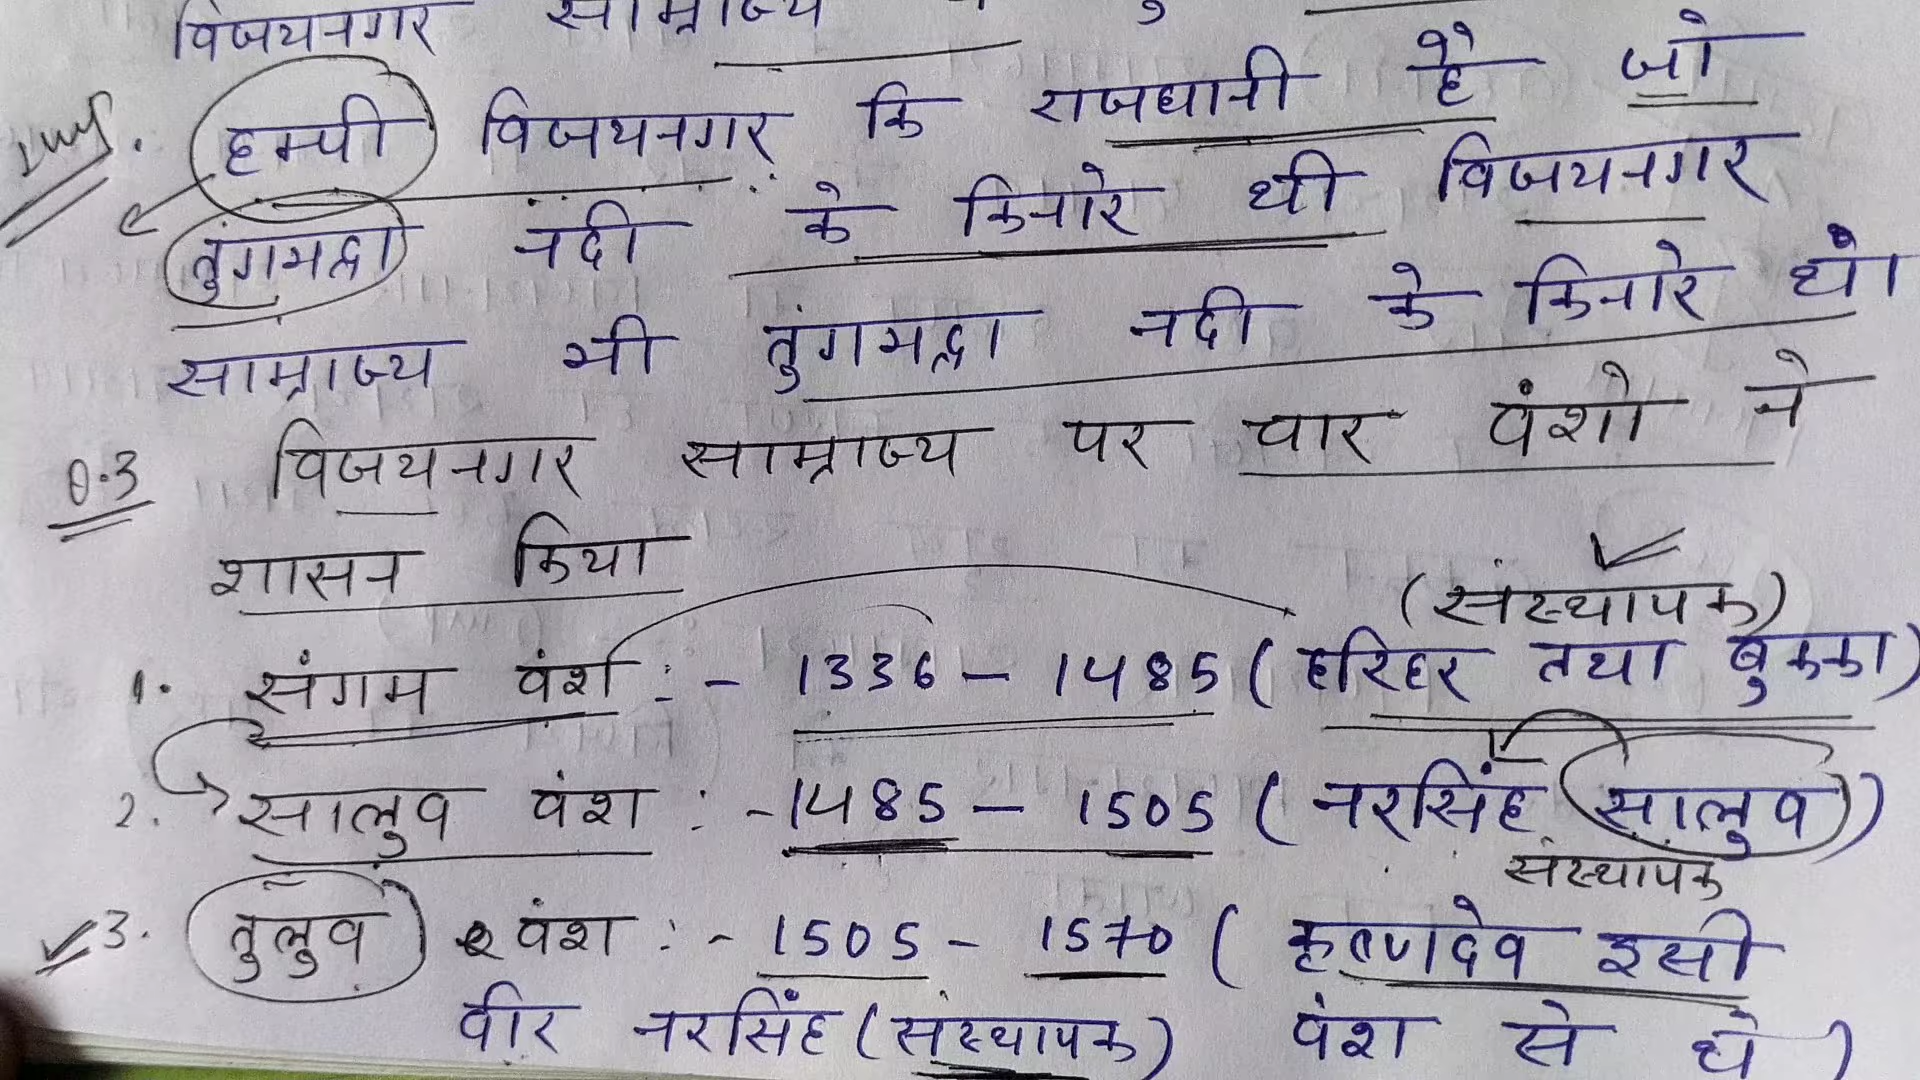 विजयनगर साम्राज्य
Imp. हम्पी विजयनगर कि राजधानी है जो
तुंगभद्रा नदी के किनारे थी विजयनगर
साम्राज्य भी तुंगभद्रा नदी के किनारे था
Q.3 विजयनगर साम्राज्य पर चार वंशो ने
शासन किया
(संस्थापक)
1. संगम वंश :- 1336 - 1485 (हरिहर तथा बुक्का)
2. सालुव वंश :- 1485 - 1505 (नरसिंह सालुव)
संस्थापक
3. तुलुव वंश :- 1505 - 1570 (कृष्णदेव इसी
वीर नरसिंह (संस्थापक) वंश से थे)